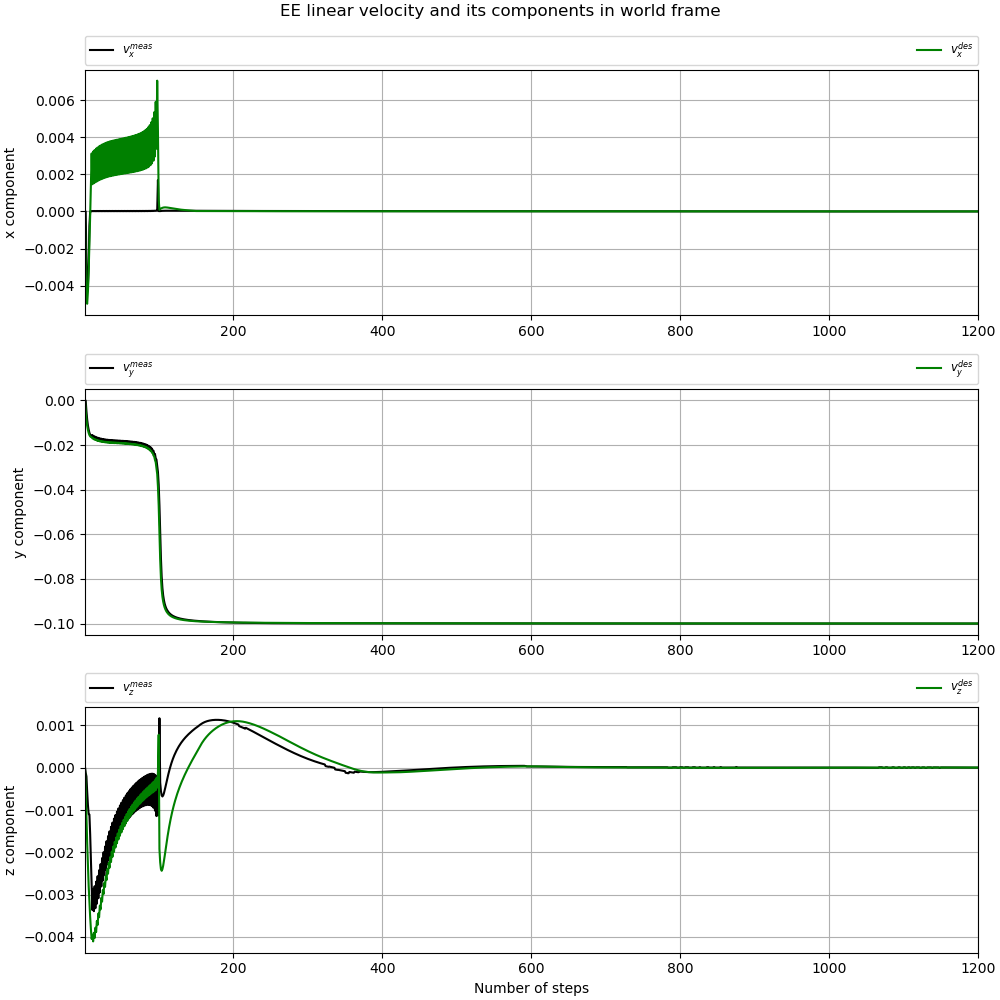 EE linear velocity and its components in world frame
v_x^meas v_x^des
0.006
0.004
0.002
0.000
−0.002
−0.004
x component
200 400 600 800 1000 1200
v_y^meas v_y^des
0.00
−0.02
−0.04
−0.06
−0.08
−0.10
y component
200 400 600 800 1000 1200
v_z^meas v_z^des
0.001
0.000
−0.001
−0.002
−0.003
−0.004
z component
200 400 600 800 1000 1200
Number of steps